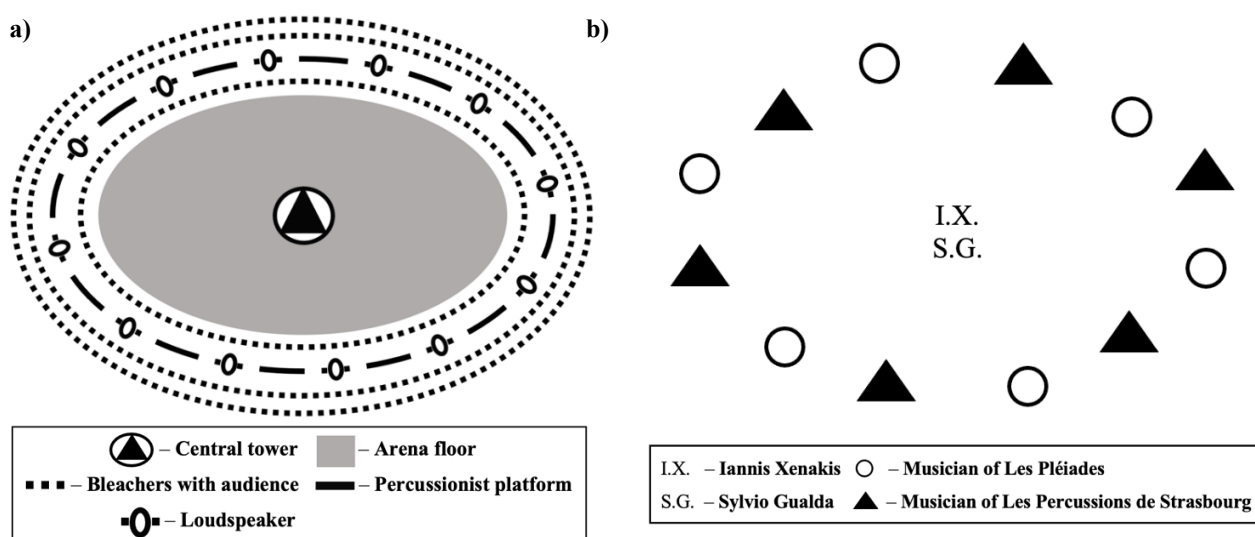 a)
b)
I.X.
S.G.
– Central tower – Arena floor
– Bleachers with audience – Percussionist platform
– Loudspeaker
I.X. – Iannis Xenakis – Musician of Les Pléiades
S.G. – Sylvio Gualda – Musician of Les Percussions de Strasbourg